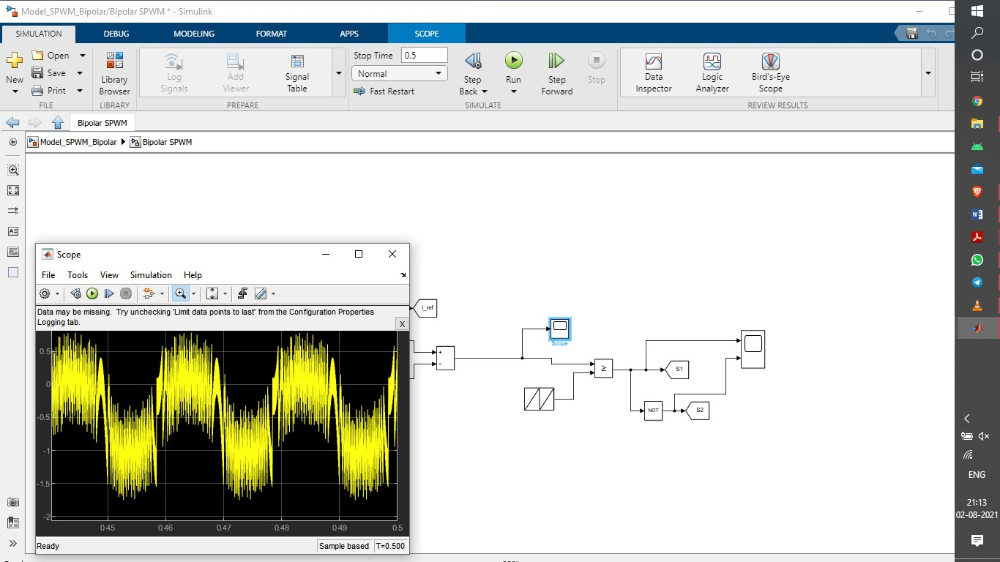 Model_SPWM_Bipolar/Bipolar SPWM * - Simulink
SIMULATION DEBUG MODELING FORMAT APPS SCOPE
New
Open
Save
Print
FILE
Library
Browser
LIBRARY
Log
Signals
Add
Viewer
Signal
Table
PREPARE
Stop Time 0.5
Normal
Fast Restart
Step
Back
Run
Step
Forward
Stop
SIMULATE
Data
Inspector
Logic
Analyzer
Bird's-Eye
Scope
REVIEW RESULTS
Bipolar SPWM
Model_SPWM_Bipolar Bipolar SPWM
Scope
File Tools View Simulation Help
Data may be missing. Try unchecking 'Limit data points to last' from the Configuration Properties
Logging tab.
X
0.5
0
-0.5
-1
-1.5
-2
0.45 0.46 0.47 0.48 0.49 0.5
Ready Sample based T=0.500
i_ref
+
−
Scope
≥
S1
NOT
S2
ENG
21:13
02-08-2021